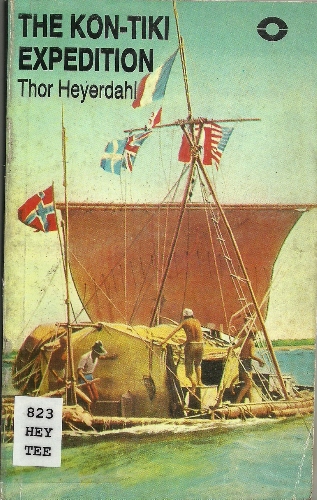 THE KON-TIKI
EXPEDITION
Thor Heyerdahl
823
HEY
TEE